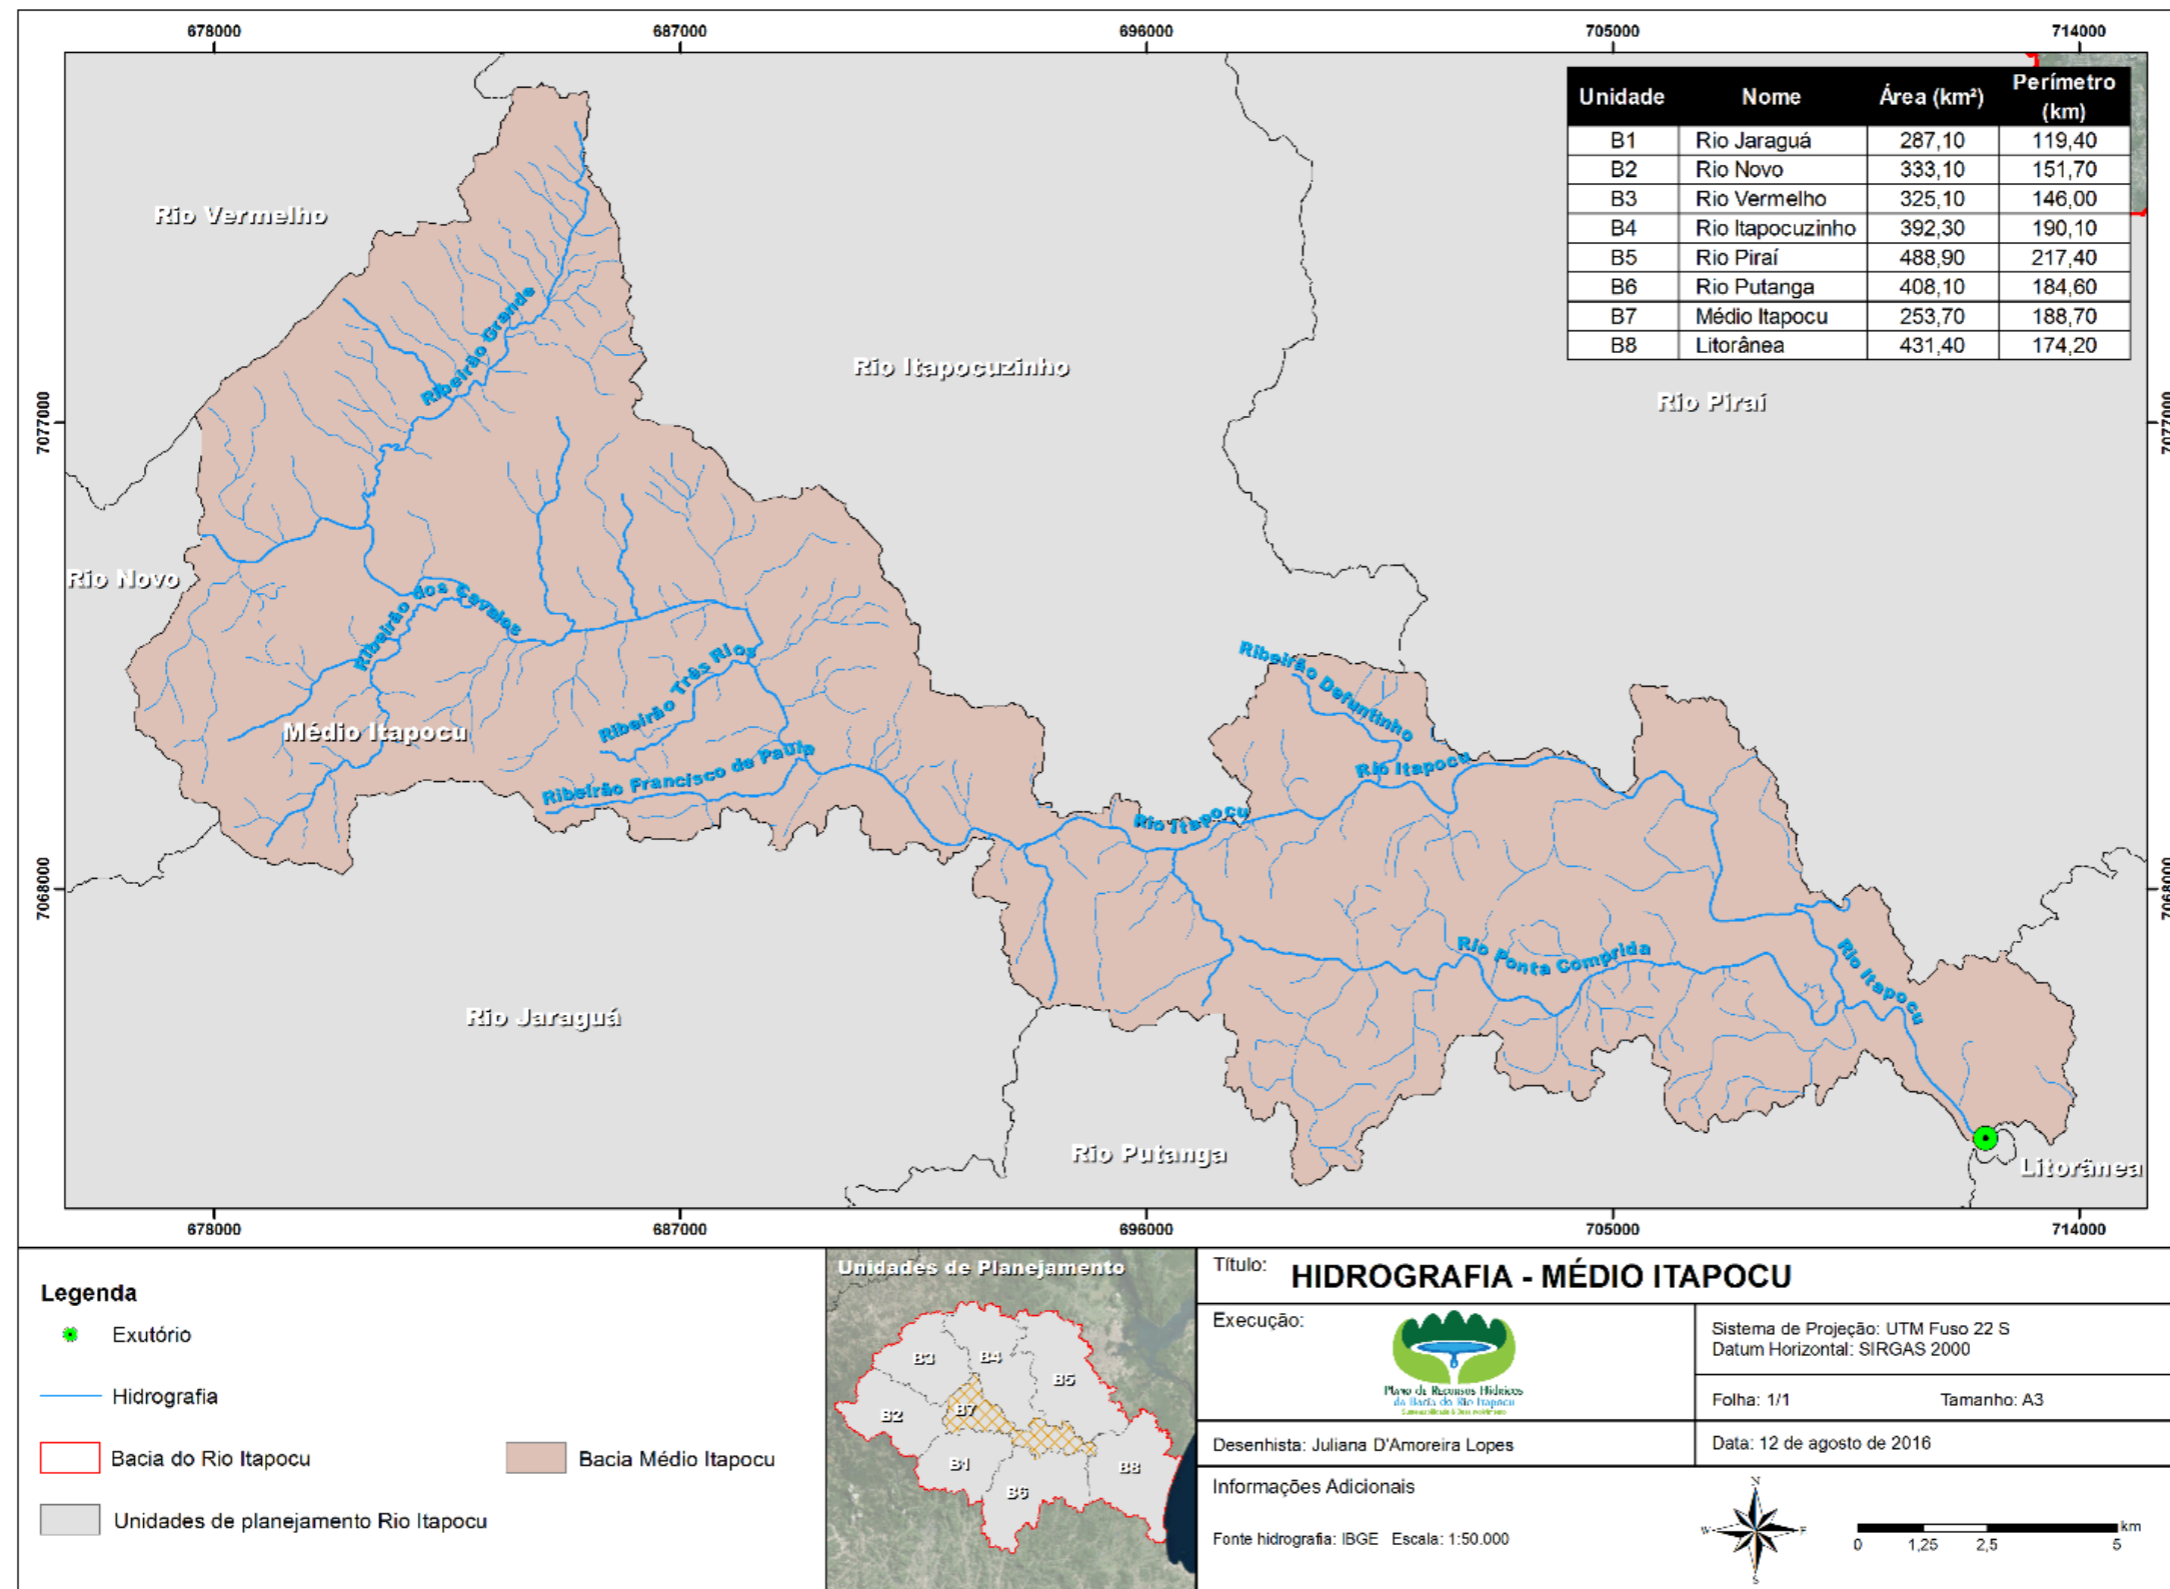 678000 687000 696000 705000 714000
Unidade Nome Área (km²) Perímetro (km)
B1 Rio Jaraguá 287,10 119,40
B2 Rio Novo 333,10 151,70
B3 Rio Vermelho 325,10 146,00
B4 Rio Itapocuzinho 392,30 190,10
B5 Rio Piraí 488,90 217,40
B6 Rio Putanga 408,10 184,60
B7 Médio Itapocu 253,70 188,70
B8 Litorânea 431,40 174,20
Rio Vermelho
Ribeirão Grande
Rio Itapocuzinho
Rio Piraí
7077000 7077000
Rio Novo
Ribeirão dos Cavalos
Ribeirão Três Rios
Ribeirão Defuntinho
Médio Itapocu
Ribeirão Francisco de Paula
Rio Itapocu
Rio Itapocu
7068000 7068000
Rio Ponta Comprida
Rio Itapocu
Rio Jaraguá
Rio Putanga
Litorânea
678000 687000 696000 705000 714000
Legenda
Exutório
Hidrografia
Bacia do Rio Itapocu
Bacia Médio Itapocu
Unidades de planejamento Rio Itapocu
Unidades de Planejamento
B3 B4
B5
B2 B7
B1 B8
B6
Título: HIDROGRAFIA - MÉDIO ITAPOCU
Execução:
Plano de Recursos Hídricos
da Bacia do Rio Itapocu
Sistema de Projeção: UTM Fuso 22 S
Datum Horizontal: SIRGAS 2000
Folha: 1/1 Tamanho: A3
Desenhista: Juliana D'Amoreira Lopes
Data: 12 de agosto de 2016
Informações Adicionais
Fonte hidrografia: IBGE Escala: 1:50.000
N
W E
S
km
0 1,25 2,5 5